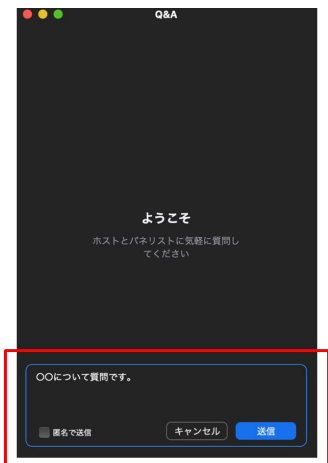 Q&A
ようこそ
ホストとパネリストに気軽に質問し
てください
〇〇について質問です。
匿名で送信
キャンセル
送信